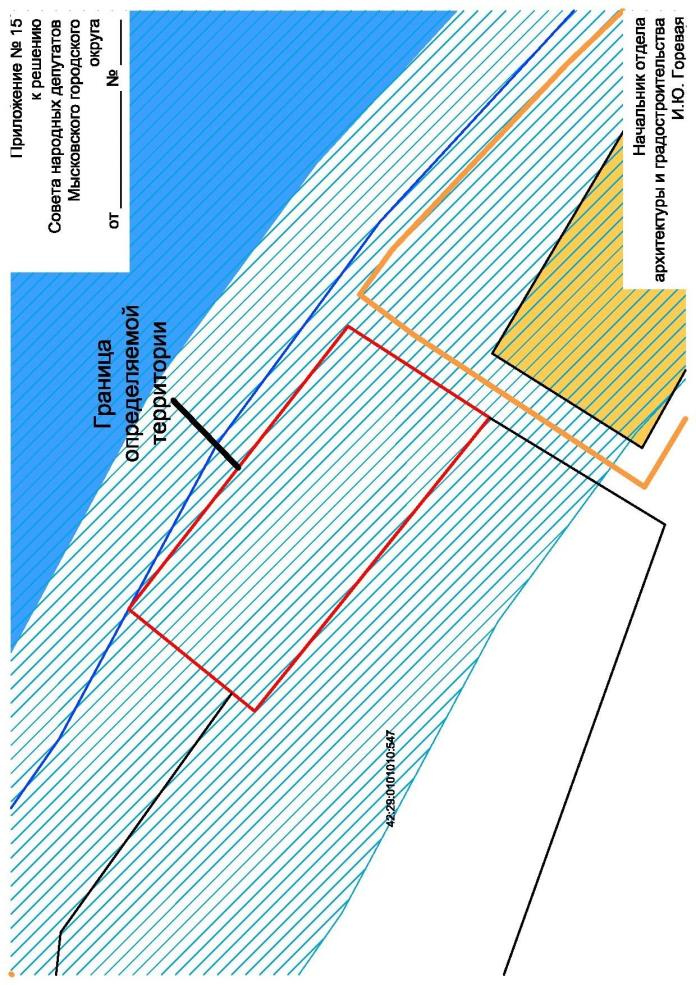 Приложение № 15
к решению
Совета народных депутатов
Мысковского городского
округа
от ________ № ____
Граница
определяемой
территории
42:29:0101010:547
Начальник отдела
архитектуры и градостроительства
И.Ю. Горевая